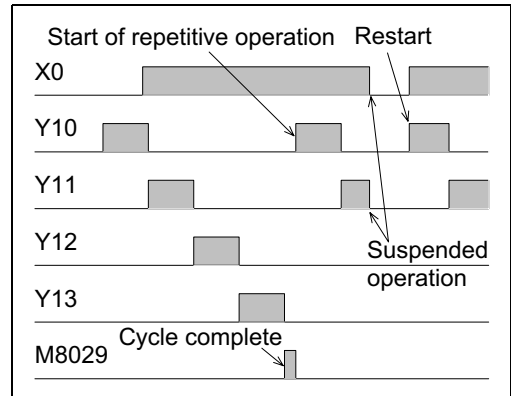 Start of repetitive operation
Restart
X0
Y10
Y11
Y12
Suspended
operation
Y13
Cycle complete
M8029